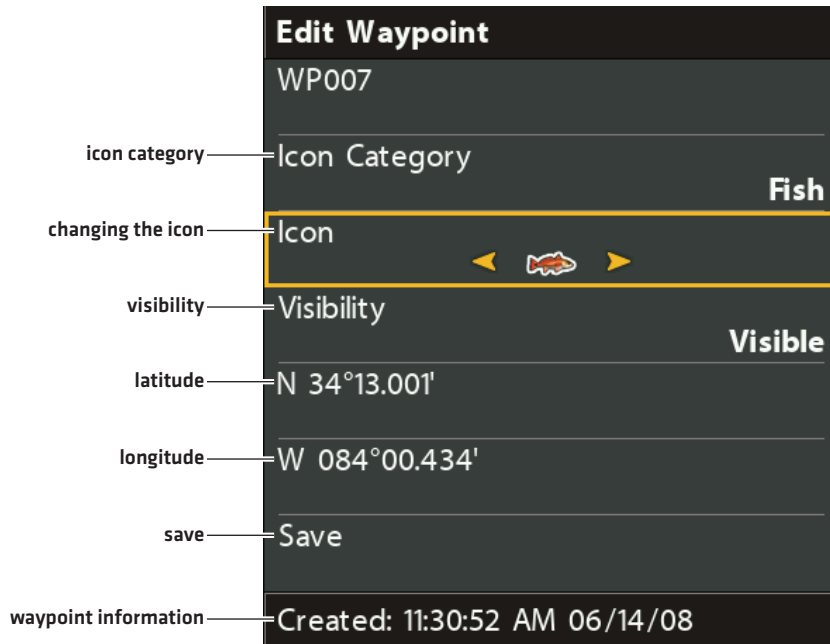 Edit Waypoint
WP007
icon category
Icon Category
Fish
changing the icon
Icon
visibility
Visibility
Visible
latitude
N 34°13.001'
longitude
W 084°00.434'
save
Save
waypoint information
Created: 11:30:52 AM 06/14/08